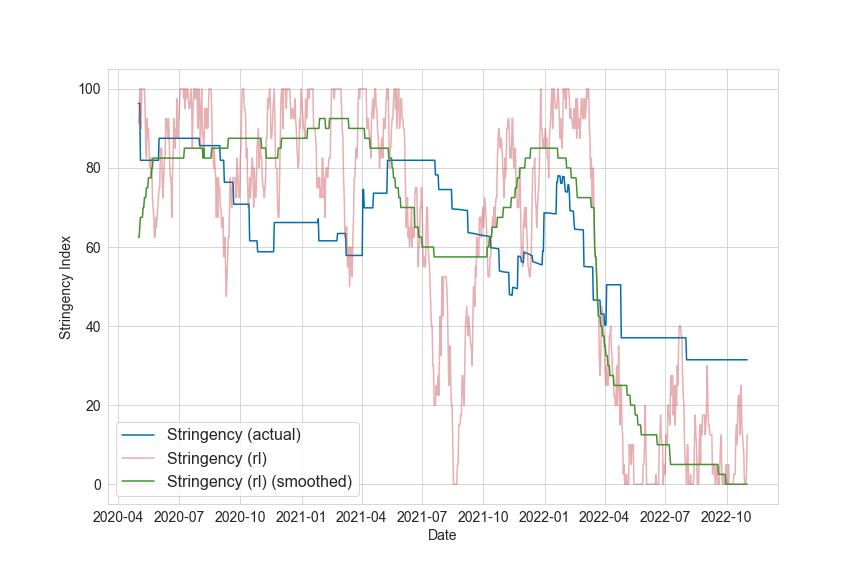 100
80
60
40
20
0
Stringency Index
Stringency (actual)
Stringency (rl)
Stringency (rl) (smoothed)
2020-04 2020-07 2020-10 2021-01 2021-04 2021-07 2021-10 2022-01 2022-04 2022-07 2022-10
Date